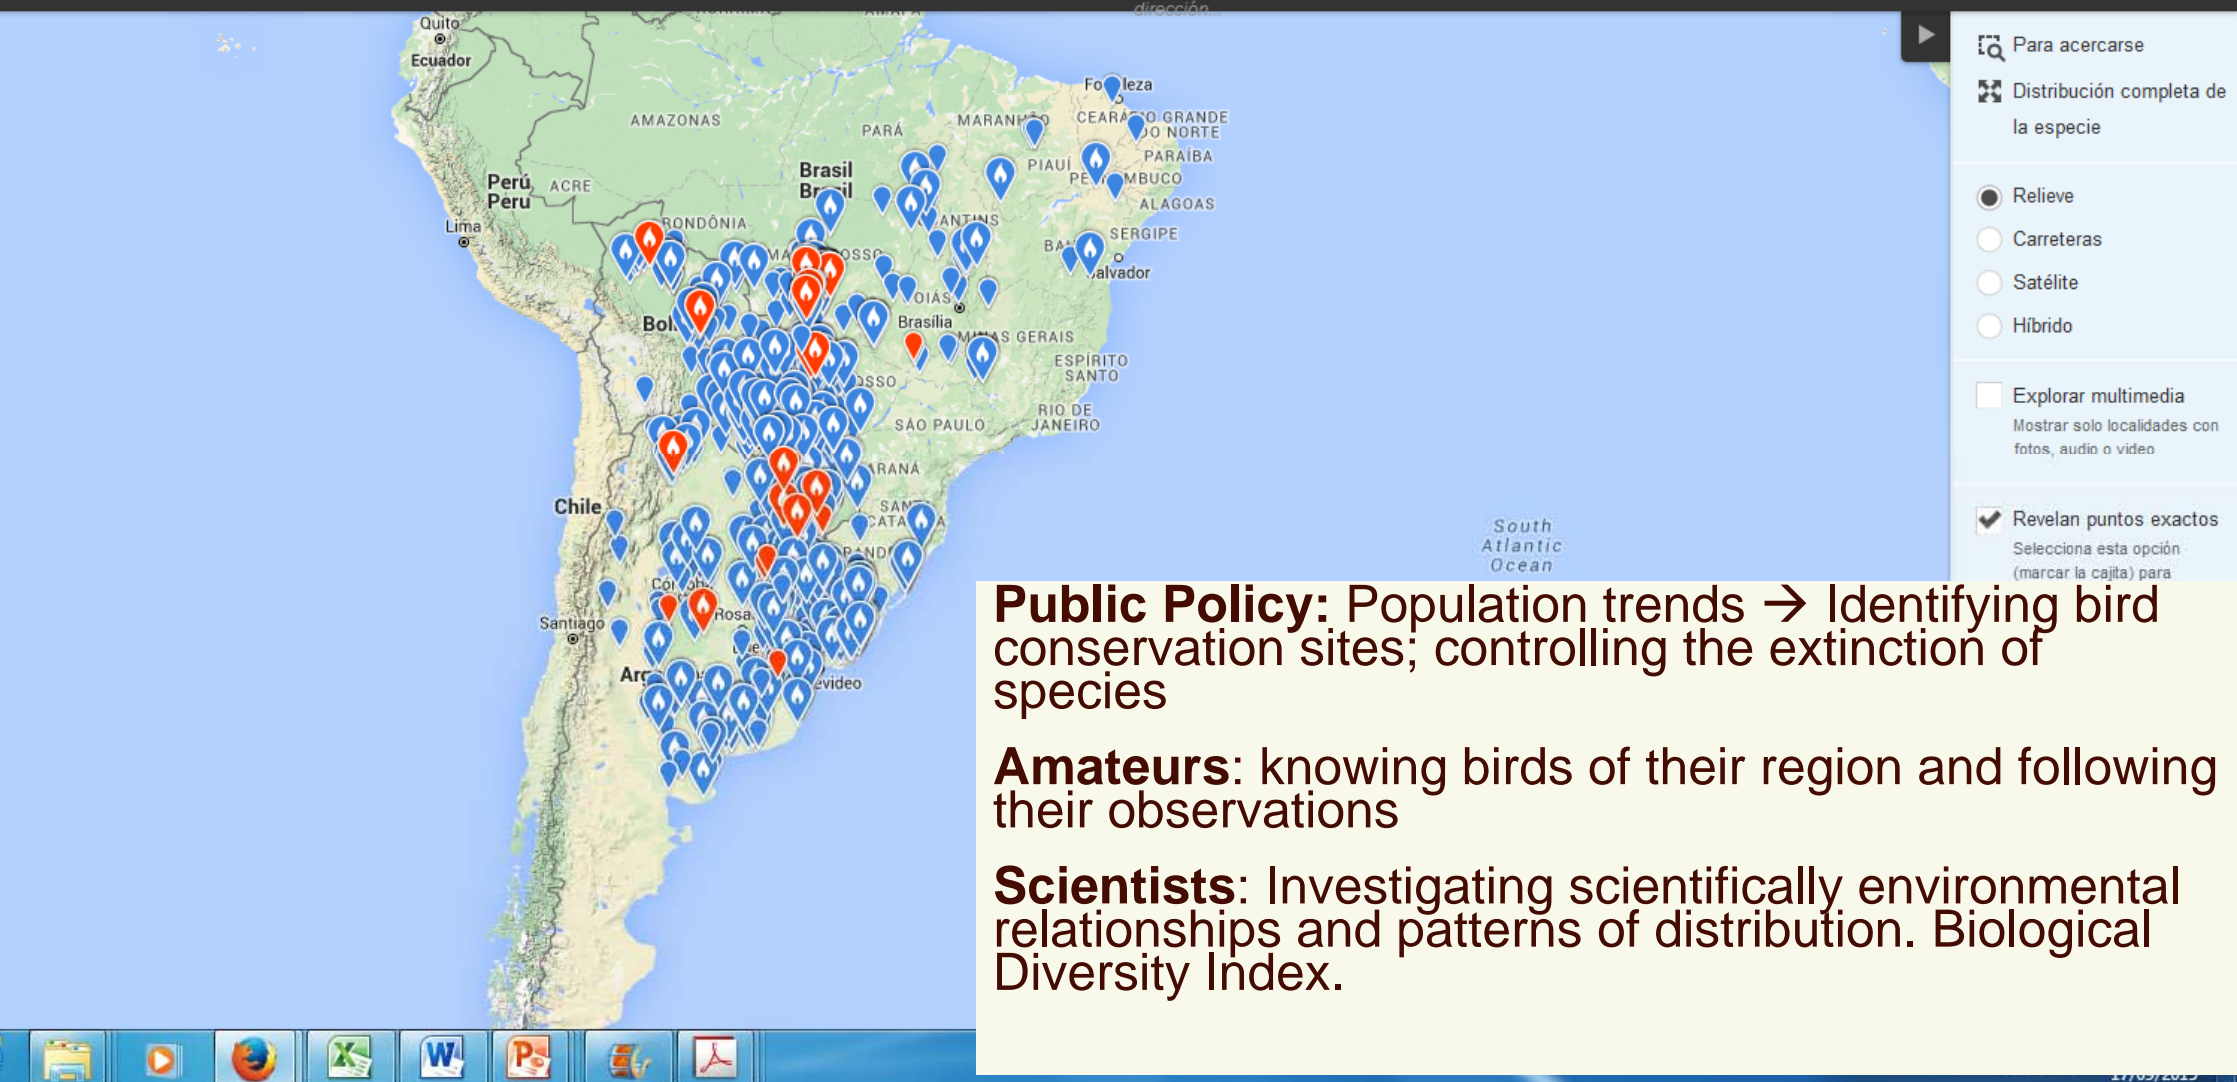 dirección...
Quito
Ecuador
AMAZONAS
PARÁ
MARANHÃO
CEARÁ
GRANDE
DO NORTE
PARAÍBA
PIAUÍ
ALAGOAS
SERGIPE
Brasil
Perú
Peru
ACRE
Lima
RONDÔNIA
Brasília
MINAS GERAIS
ESPÍRITO
SANTO
RIO DE
JANEIRO
SÃO PAULO
Chile
Santiago
South
Atlantic
Ocean
Para acercarse
Distribución completa de
la especie
Relieve
Carreteras
Satélite
Híbrido
Explorar multimedia
Mostrar solo localidades con
fotos, audio o video
Revelan puntos exactos
Selecciona esta opción
(marcar la cajita) para
Public Policy: Population trends → Identifying bird
conservation sites; controlling the extinction of
species
Amateurs: knowing birds of their region and following
their observations
Scientists: Investigating scientifically environmental
relationships and patterns of distribution. Biological
Diversity Index.